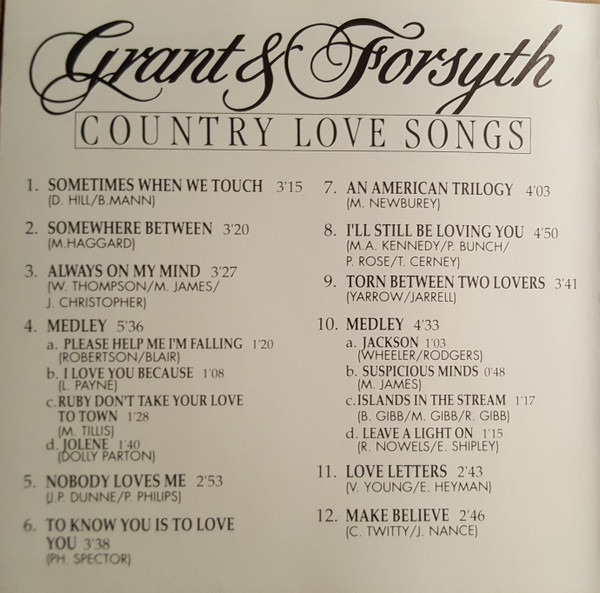 Grant & Forsyth
COUNTRY LOVE SONGS
1. SOMETIMES WHEN WE TOUCH 3'15
(D. HILL/B.MANN)
2. SOMEWHERE BETWEEN 3'20
(M.HAGGARD)
3. ALWAYS ON MY MIND 3'27
(W. THOMPSON/M. JAMES/
J. CHRISTOPHER)
4. MEDLEY 5'36
a. PLEASE HELP ME I'M FALLING 1'20
(ROBERTSON/BLAIR)
b. I LOVE YOU BECAUSE 1'08
(L. PAYNE)
c.RUBY DON'T TAKE YOUR LOVE
TO TOWN 1'28
(M. TILLIS)
d. JOLENE 1'40
(DOLLY PARTON)
5. NOBODY LOVES ME 2'53
(J.P. DUNNE/P. PHILIPS)
6. TO KNOW YOU IS TO LOVE
YOU 3'38
(PH. SPECTOR)
7. AN AMERICAN TRILOGY 4'03
(M. NEWBUREY)
8. I'LL STILL BE LOVING YOU 4'50
(M.A. KENNEDY/P. BUNCH/
P. ROSE/T. CERNEY)
9. TORN BETWEEN TWO LOVERS 3'41
(YARROW/JARRELL)
10. MEDLEY 4'33
a. JACKSON 1'03
(WHEELER/RODGERS)
b. SUSPICIOUS MINDS 0'48
(M. JAMES)
c.ISLANDS IN THE STREAM 1'17
(B. GIBB/M. GIBB/R. GIBB)
d. LEAVE A LIGHT ON 1'15
(R. NOWELS/E. SHIPLEY)
11. LOVE LETTERS 2'43
(V. YOUNG/E. HEYMAN)
12. MAKE BELIEVE 2'46
(C. TWITTY/J. NANCE)